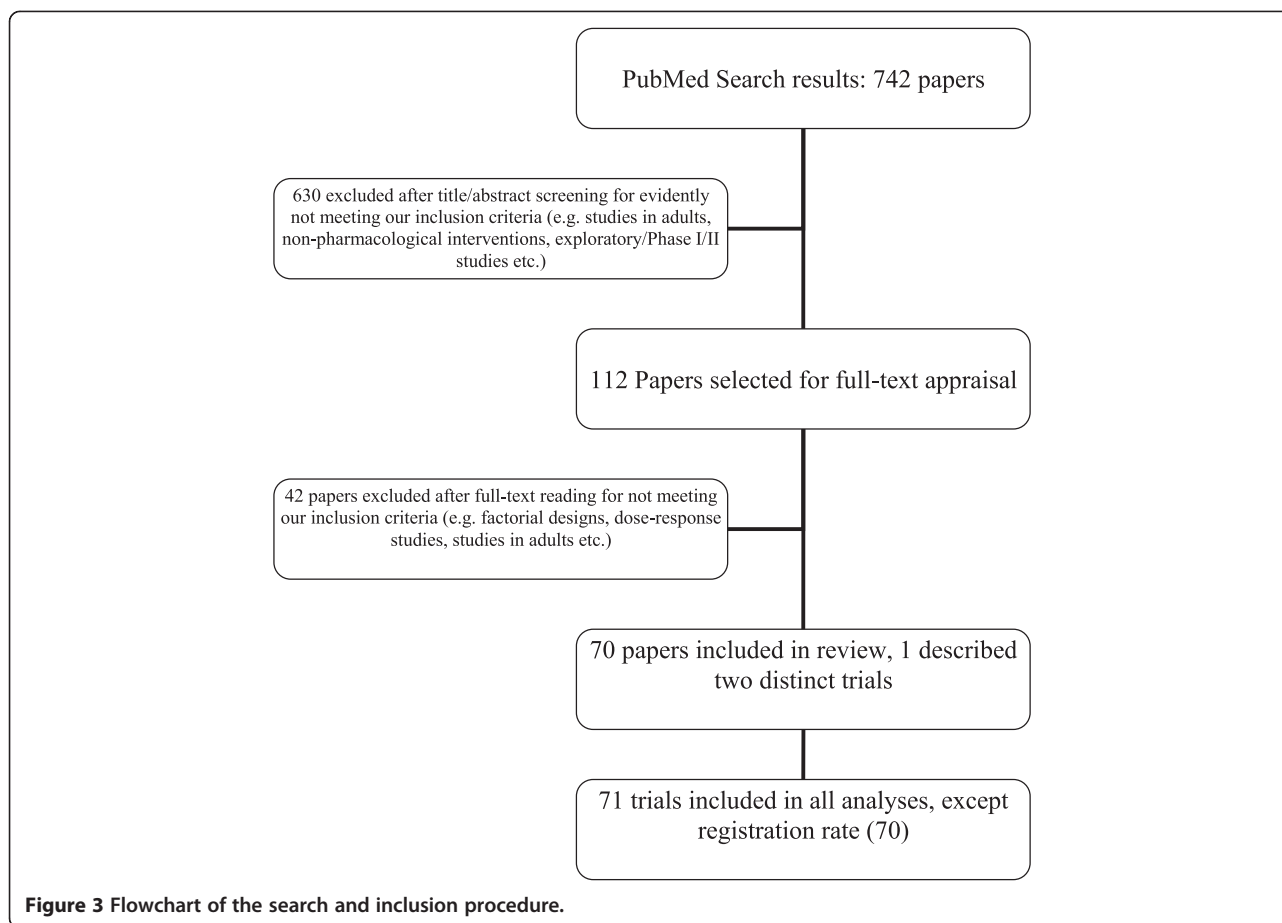 PubMed Search results: 742 papers
630 excluded after title/abstract screening for evidently
not meeting our inclusion criteria (e.g. studies in adults,
non-pharmacological interventions, exploratory/Phase I/II
studies etc.)
112 Papers selected for full-text appraisal
42 papers excluded after full-text reading for not meeting
our inclusion criteria (e.g. factorial designs, dose-response
studies, studies in adults etc.)
70 papers included in review, 1 described
two distinct trials
71 trials included in all analyses, except
registration rate (70)
Figure 3 Flowchart of the search and inclusion procedure.